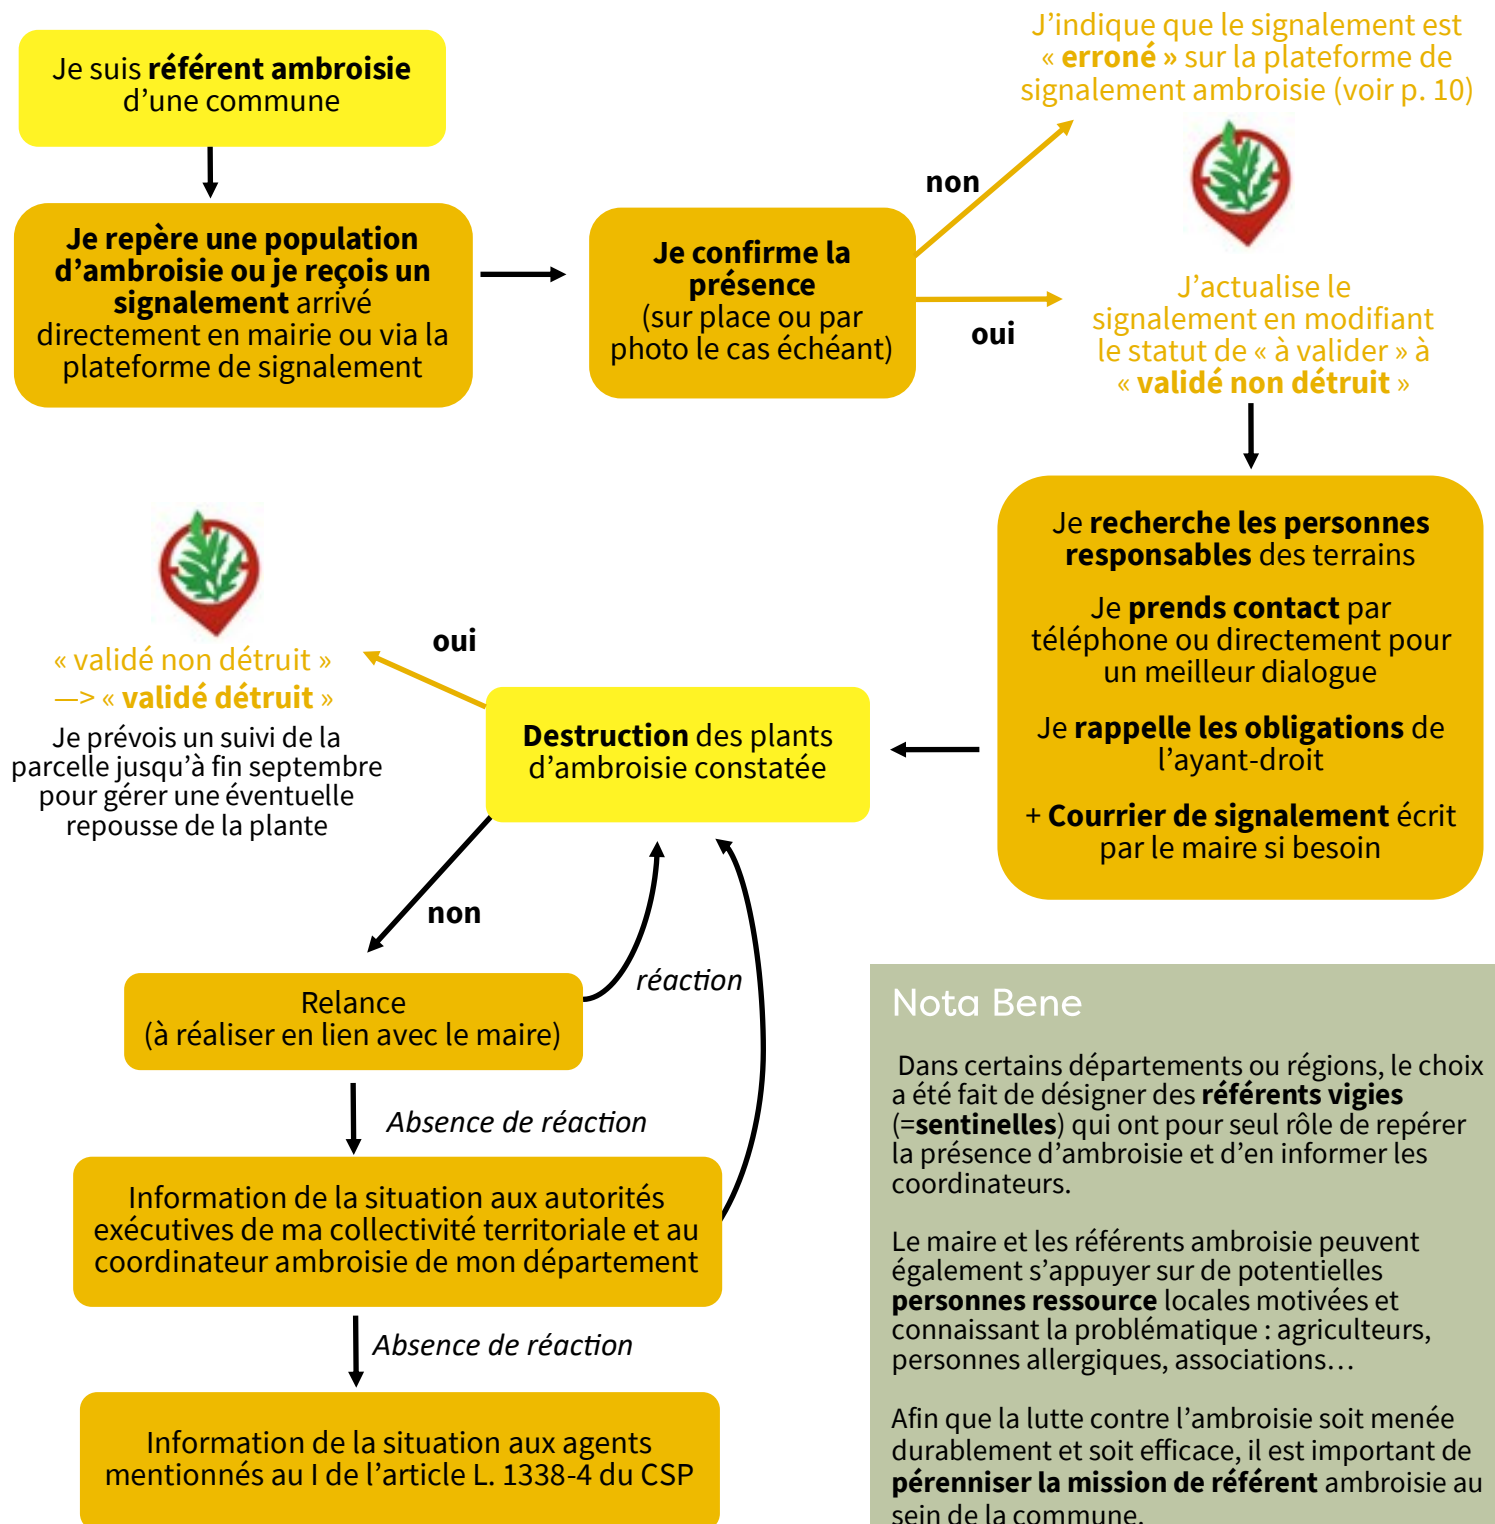 Je suis référent ambroisie
d'une commune
J'indique que le signalement est
« erroné » sur la plateforme de
signalement ambroisie (voir p. 10)
non
Je repère une population
d'ambroisie ou je reçois un
signalement arrivé
directement en mairie ou via la
plateforme de signalement
Je confirme la
présence
(sur place ou par
photo le cas échéant)
oui
J'actualise le
signalement en modifiant
le statut de « à valider » à
« validé non détruit »
Je recherche les personnes
responsables des terrains
Je prends contact par
téléphone ou directement pour
un meilleur dialogue
Je rappelle les obligations de
l'ayant-droit
+ Courrier de signalement écrit
par le maire si besoin
Destruction des plants
d'ambroisie constatée
oui
« validé non détruit »
—> « validé détruit »
Je prévois un suivi de la
parcelle jusqu'à fin septembre
pour gérer une éventuelle
repousse de la plante
non
Relance
(à réaliser en lien avec le maire)
réaction
Absence de réaction
Information de la situation aux autorités
exécutives de ma collectivité territoriale et au
coordinateur ambroisie de mon département
Absence de réaction
Information de la situation aux agents
mentionnés au I de l'article L. 1338-4 du CSP
Nota Bene
Dans certains départements ou régions, le choix
a été fait de désigner des référents vigies
(=sentinelles) qui ont pour seul rôle de repérer
la présence d'ambroisie et d'en informer les
coordinateurs.
Le maire et les référents ambroisie peuvent
également s'appuyer sur de potentielles
personnes ressource locales motivées et
connaissant la problématique : agriculteurs,
personnes allergiques, associations…
Afin que la lutte contre l'ambroisie soit menée
durablement et soit efficace, il est important de
pérenniser la mission de référent ambroisie au
sein de la commune.